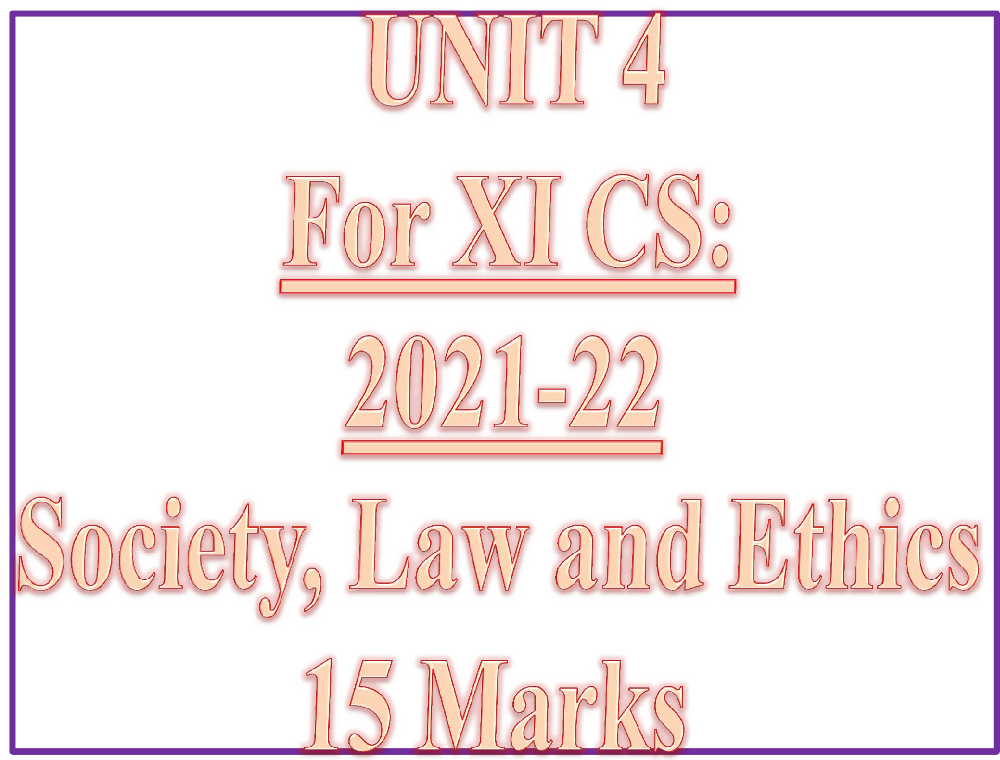 UNIT 4
For XI CS:
2021-22
Society, Law and Ethics
15 Marks